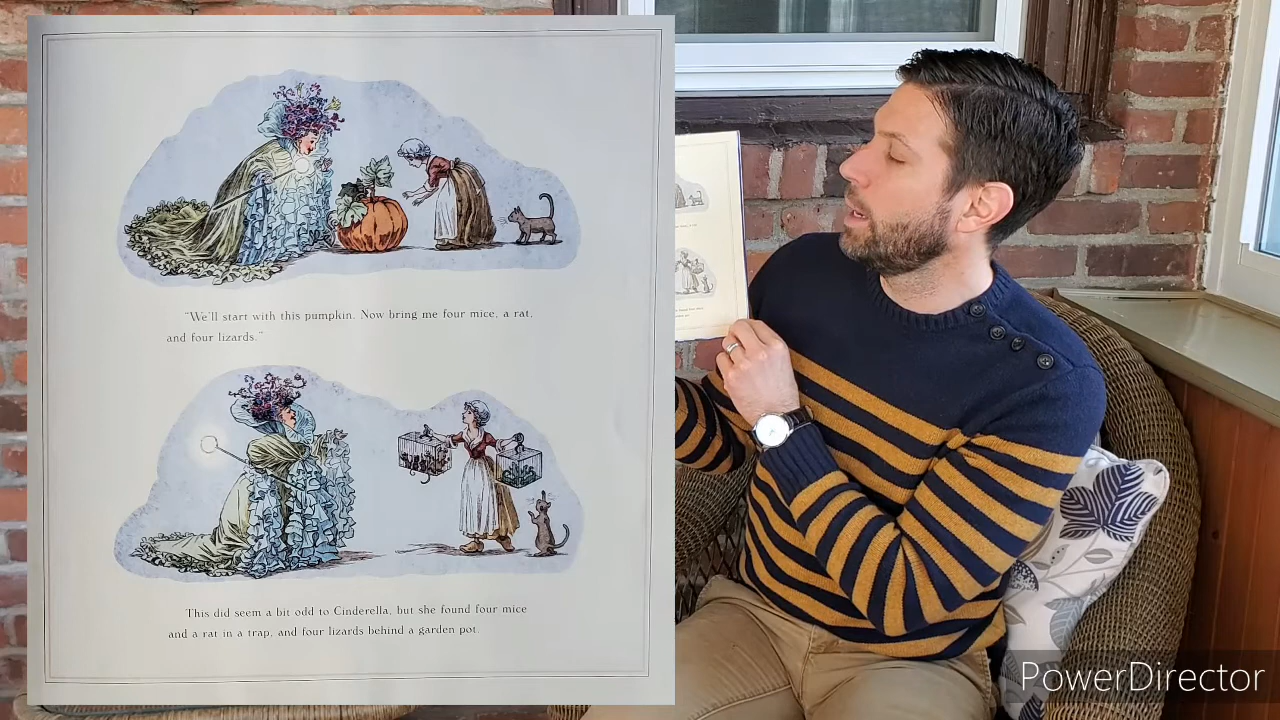 "We'll start with this pumpkin. Now bring me four mice, a rat,
and four lizards."
This did seem a bit odd to Cinderella, but she found four mice
and a rat in a trap, and four lizards behind a garden pot.
PowerDirector